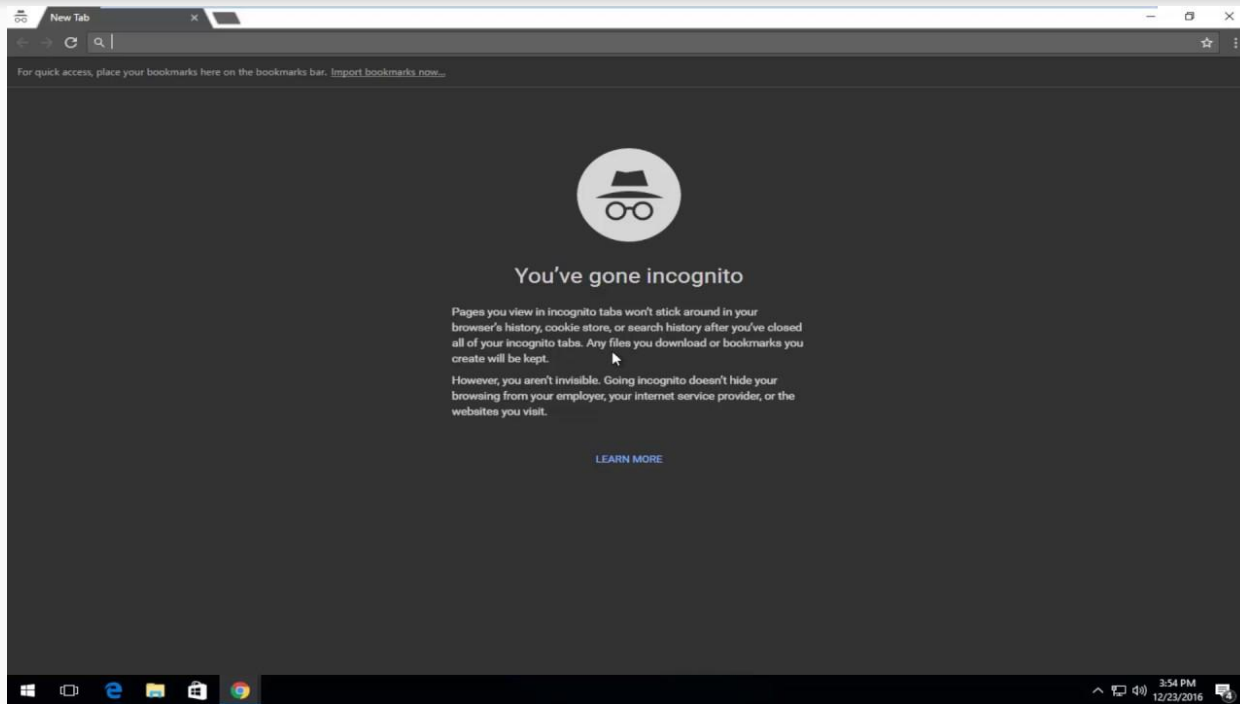 New Tab
For quick access, place your bookmarks here on the bookmarks bar. Import bookmarks now...
You've gone incognito
Pages you view in incognito tabs won't stick around in your
browser's history, cookie store, or search history after you've closed
all of your incognito tabs. Any files you download or bookmarks you
create will be kept.
However, you aren't invisible. Going incognito doesn't hide your
browsing from your employer, your internet service provider, or the
websites you visit.
LEARN MORE
3:54 PM
12/23/2016
4